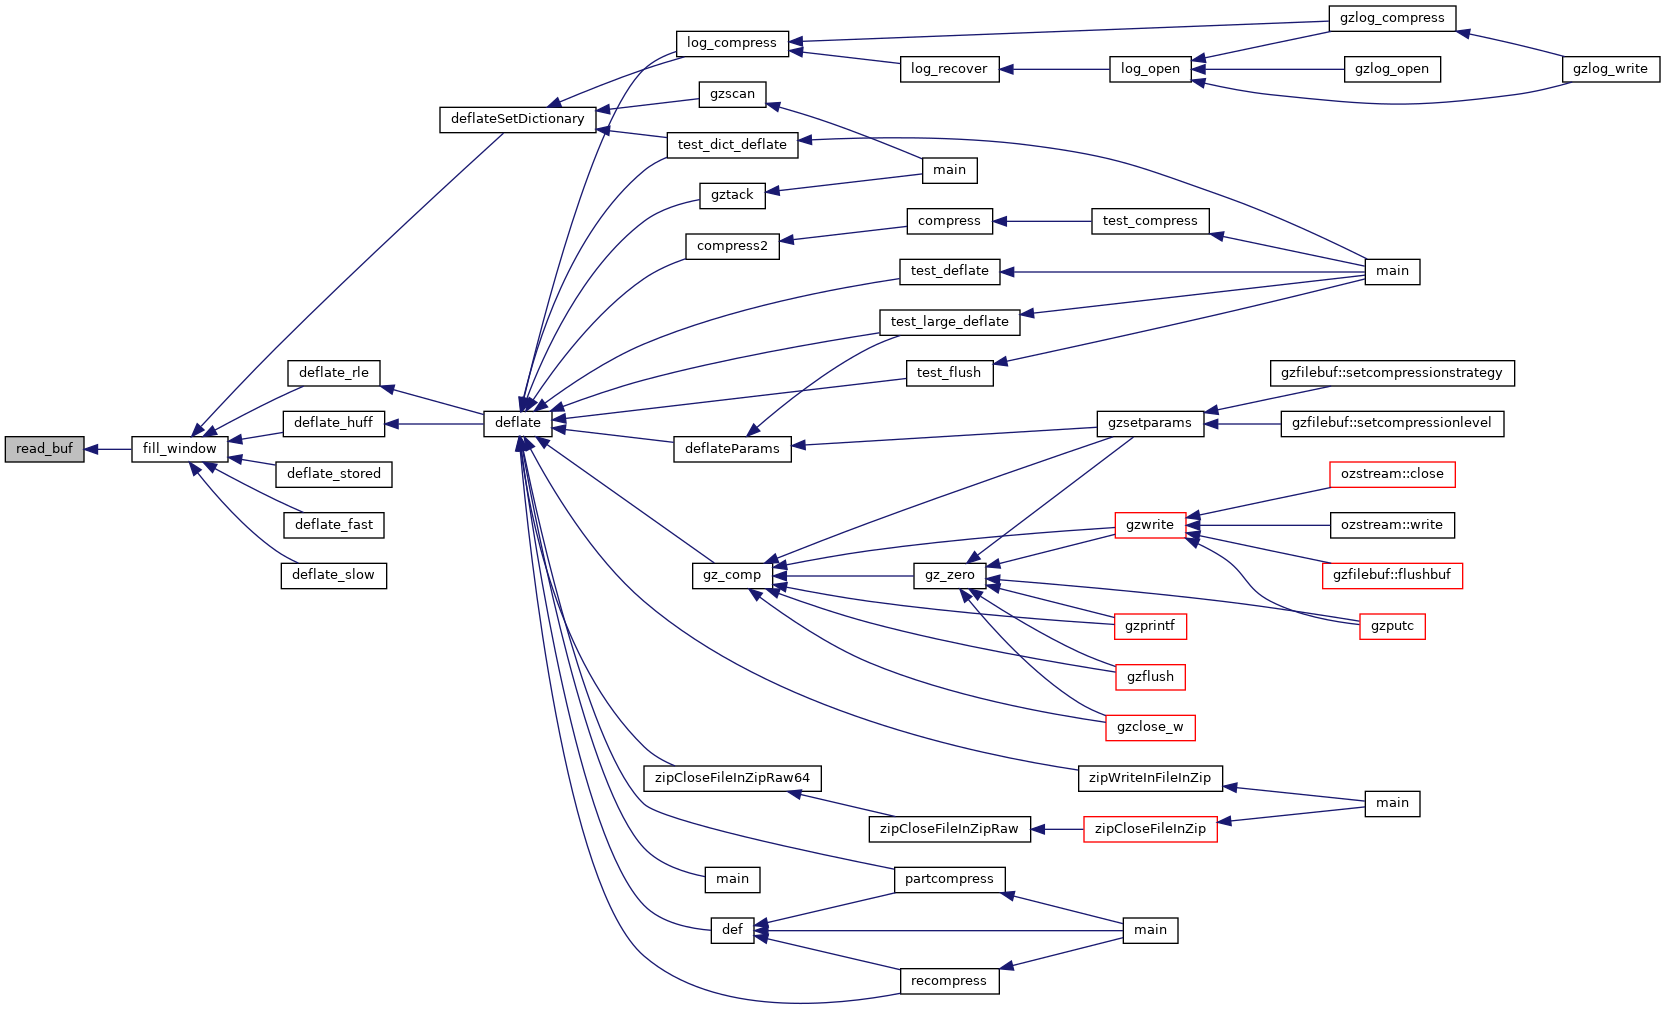 read_buf
fill_window
deflateSetDictionary
deflate_rle
deflate_huff
deflate_stored
deflate_fast
deflate_slow
deflate
log_compress
gzscan
test_dict_deflate
gztack
compress2
deflateParams
gz_comp
zipCloseFileInZipRaw64
main
def
log_recover
main
compress
test_deflate
test_large_deflate
test_flush
gz_zero
zipCloseFileInZipRaw
partcompress
recompress
log_open
test_compress
gzsetparams
gzwrite
gzprintf
gzflush
gzclose_w
zipWriteInFileInZip
zipCloseFileInZip
main
gzlog_compress
gzlog_open
main
gzfilebuf::setcompressionstrategy
gzfilebuf::setcompressionlevel
ozstream::close
ozstream::write
gzfilebuf::flushbuf
gzputc
main
gzlog_write